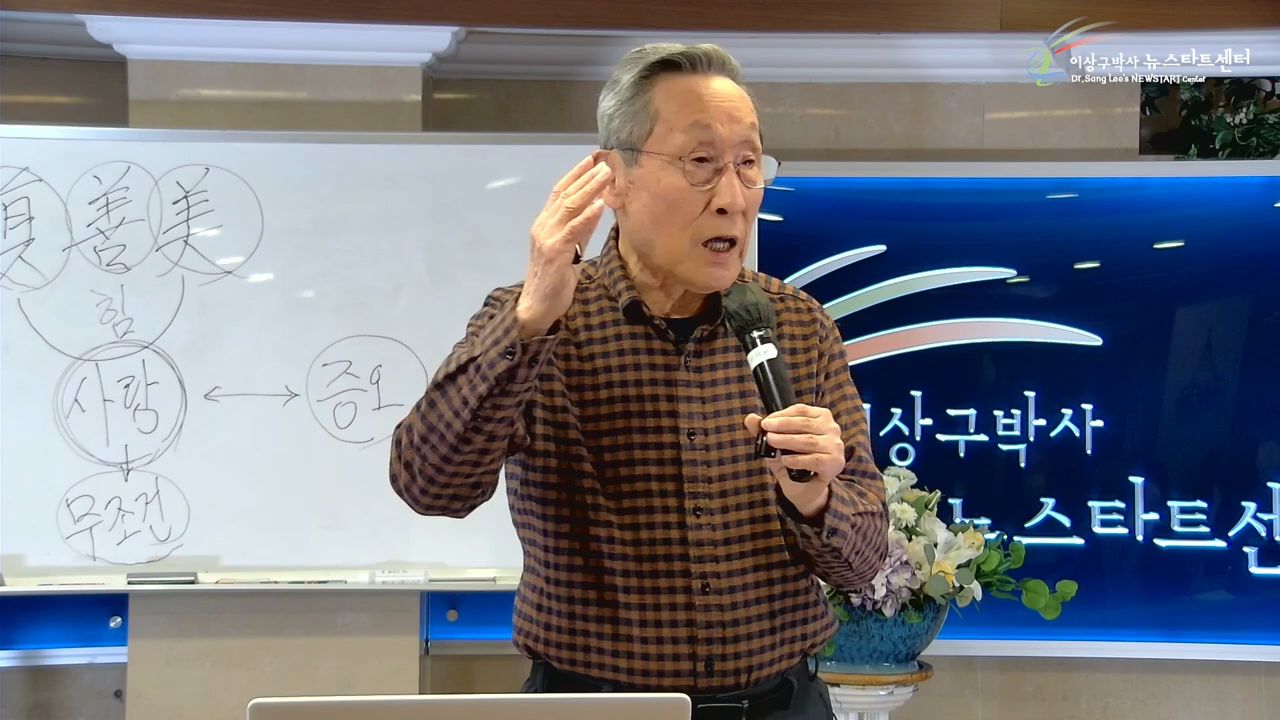 이상구박사 뉴스타트센터
Dr. Sang Lee's NEWSTART Center
眞 善 美
힘
사랑 ↔ 증오
무조건
이상구박사
뉴스타트센